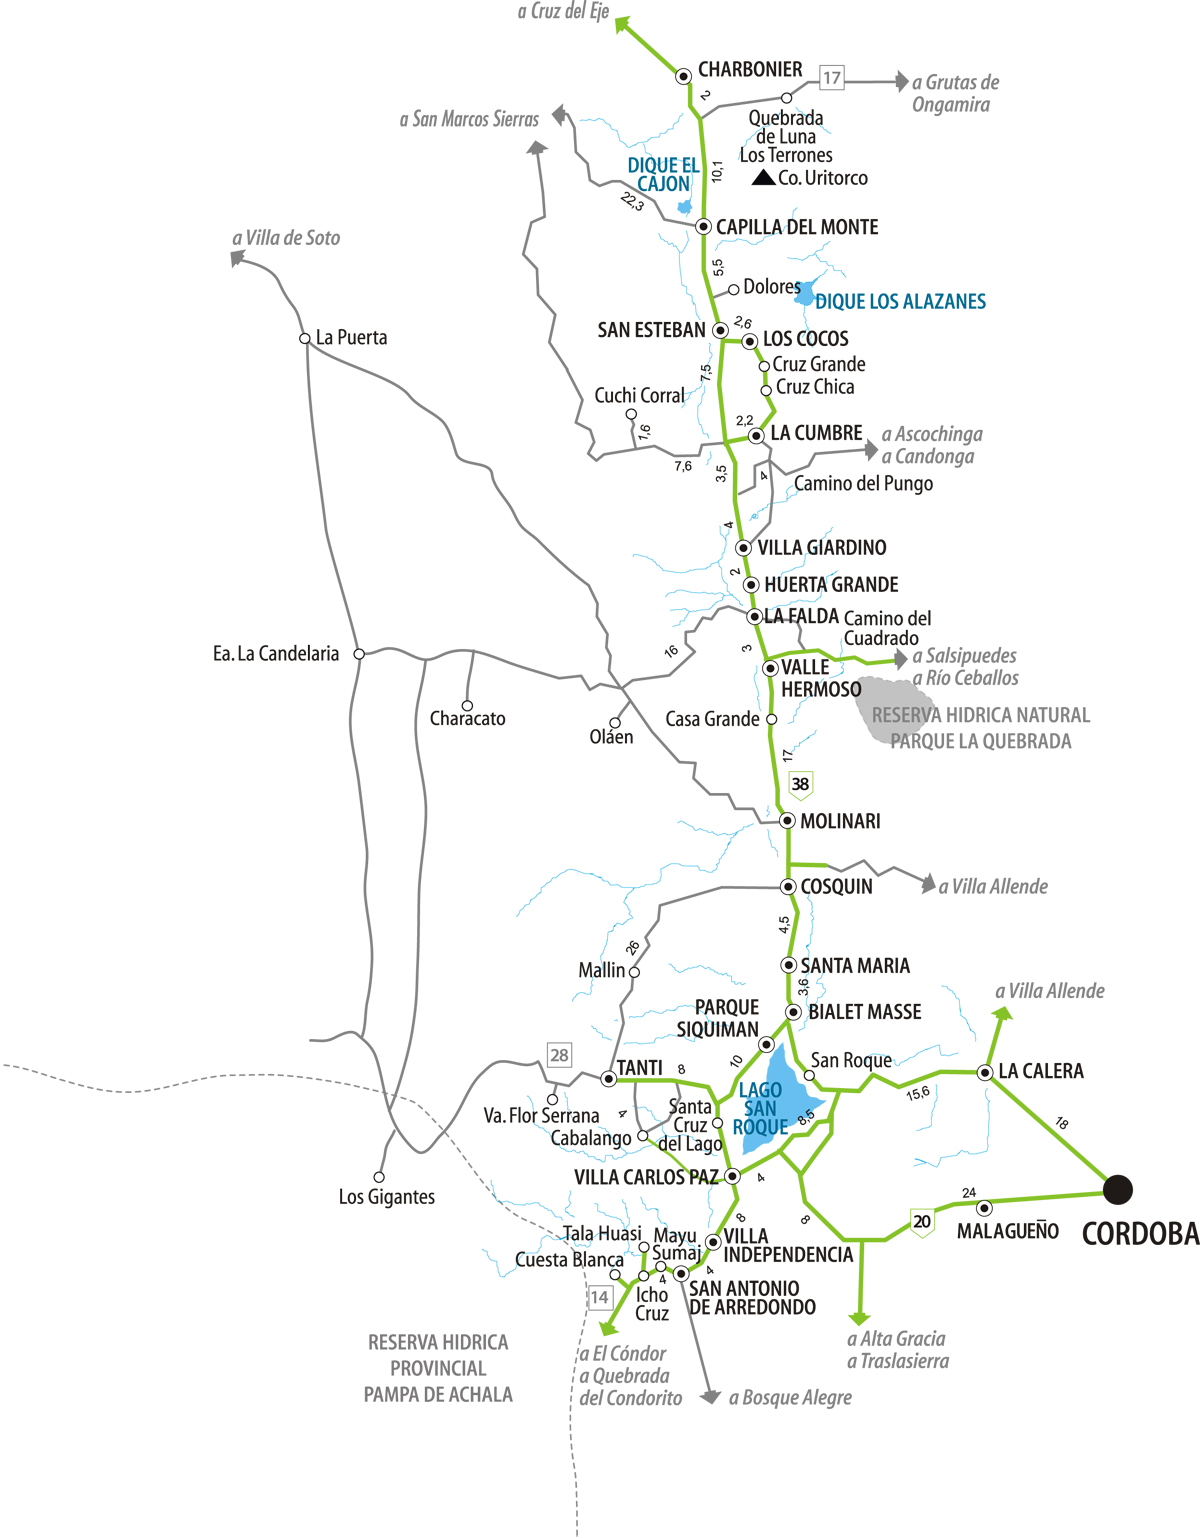 a Cruz del Eje
CHARBONIER
17
a Grutas de
Ongamira
2
a San Marcos Sierras
Quebrada
de Luna
Los Terrones
Co. Uritorco
DIQUE EL
CAJON
10,1
22,3
CAPILLA DEL MONTE
a Villa de Soto
5,5
Dolores
DIQUE LOS ALAZANES
SAN ESTEBAN
2,6
LOS COCOS
La Puerta
Cruz Grande
7,5
Cruz Chica
Cuchi Corral
2,2
LA CUMBRE
1,6
a Ascochinga
a Candonga
7,6
3,5
4
Camino del Pungo
4
VILLA GIARDINO
2
HUERTA GRANDE
LA FALDA
Camino del
Cuadrado
16
3
Ea. La Candelaria
a Salsipuedes
a Río Ceballos
VALLE
HERMOSO
Characato
Oláen
Casa Grande
RESERVA HIDRICA NATURAL
PARQUE LA QUEBRADA
17
38
MOLINARI
COSQUIN
a Villa Allende
4,5
26
Mallin
SANTA MARIA
3,6
a Villa Allende
PARQUE
SIQUIMAN
BIALET MASSE
28
TANTI
8
10
San Roque
LA CALERA
15,6
LAGO
SAN
ROQUE
8,5
18
Va. Flor Serrana
4
Cabalango
Santa
Cruz
del Lago
VILLA CARLOS PAZ
4
Los Gigantes
24
8
8
20
MALAGUEÑO
CORDOBA
Tala Huasi
Mayu
Sumaj
VILLA
INDEPENDENCIA
Cuesta Blanca
4
4
14
Icho
Cruz
SAN ANTONIO
DE ARREDONDO
RESERVA HIDRICA
PROVINCIAL
PAMPA DE ACHALA
a El Cóndor
a Quebrada
del Condorito
a Bosque Alegre
a Alta Gracia
a Traslasierra